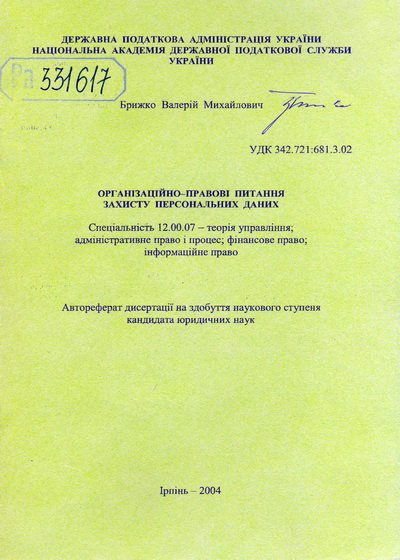 ДЕРЖАВНА ПОДАТКОВА АДМІНІСТРАЦІЯ УКРАЇНИ
НАЦІОНАЛЬНА АКАДЕМІЯ ДЕРЖАВНОЇ ПОДАТКОВОЇ СЛУЖБИ
УКРАЇНИ
Ра 331617
Брижко Валерій Михайлович
УДК 342.721:681.3.02
ОРГАНІЗАЦІЙНО–ПРАВОВІ ПИТАННЯ
ЗАХИСТУ ПЕРСОНАЛЬНИХ ДАНИХ
Спеціальність 12.00.07 – теорія управління;
адміністративне право і процес; фінансове право;
інформаційне право
Автореферат дисертації на здобуття наукового ступеня
кандидата юридичних наук
Ірпінь – 2004